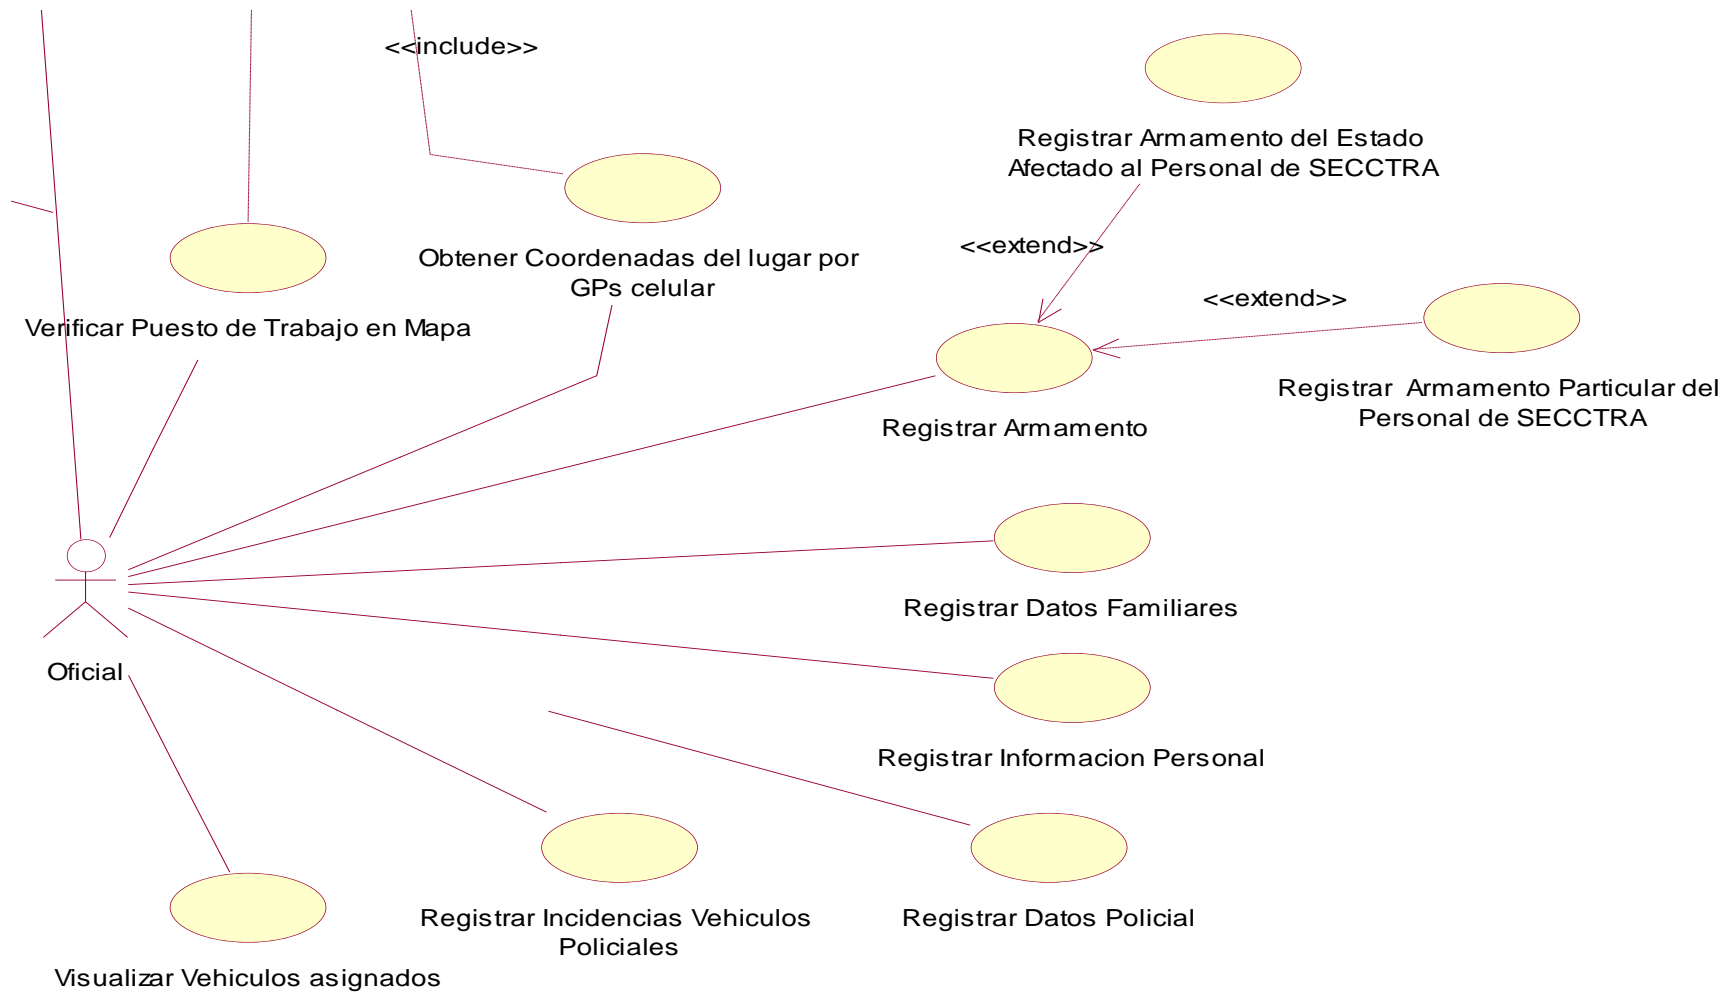 <<include>>
Registrar Armamento del Estado
Afectado al Personal de SECCTRA
<<extend>>
Obtener Coordenadas del lugar por
GPs celular
<<extend>>
Verificar Puesto de Trabajo en Mapa
Registrar  Armamento Particular del
Personal de SECCTRA
Registrar Armamento
Registrar Datos Familiares
Oficial
Registrar Informacion Personal
Registrar Incidencias Vehiculos
Policiales
Registrar Datos Policial
Visualizar Vehiculos asignados